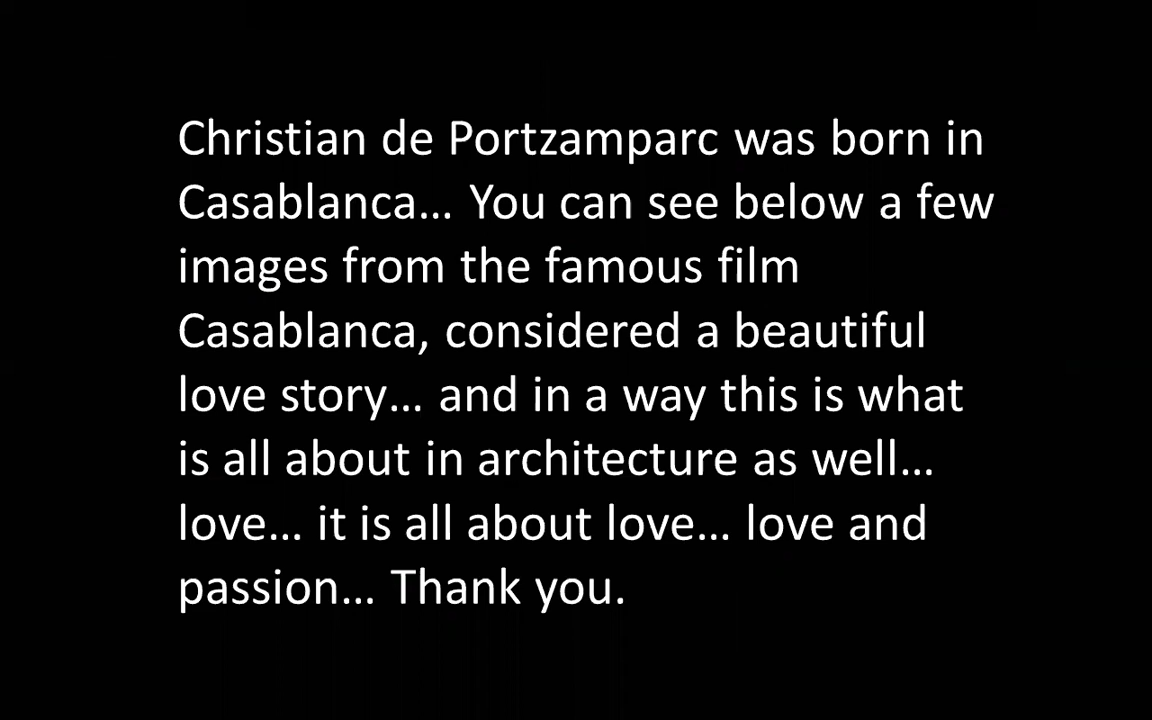 Christian de Portzamparc was born in
Casablanca... You can see below a few
images from the famous film
Casablanca, considered a beautiful
love story... and in a way this is what
is all about in architecture as well...
love... it is all about love... love and
passion... Thank you.